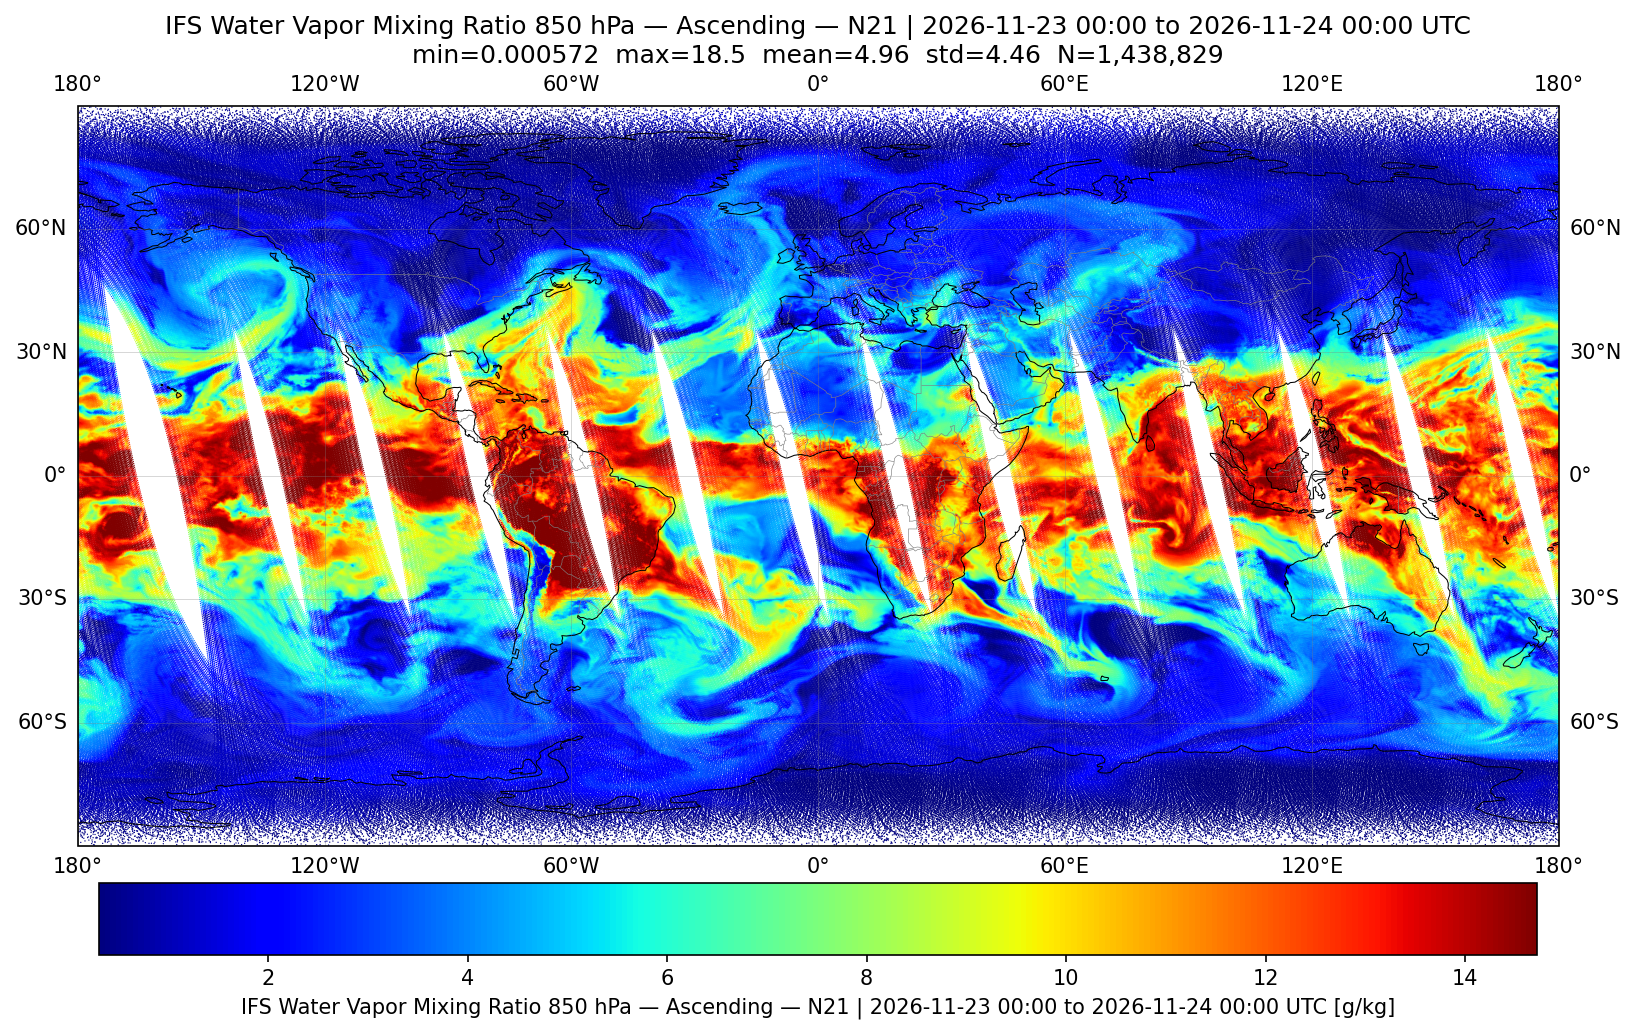 IFS Water Vapor Mixing Ratio 850 hPa — Ascending — N21 | 2026-11-23 00:00 to 2026-11-24 00:00 UTC
min=0.000572 max=18.5 mean=4.96 std=4.46 N=1,438,829
180° 120°W 60°W 0° 60°E 120°E 180°
60°N 60°N
30°N 30°N
0° 0°
30°S 30°S
60°S 60°S
180° 120°W 60°W 0° 60°E 120°E 180°
2 4 6 8 10 12 14
IFS Water Vapor Mixing Ratio 850 hPa — Ascending — N21 | 2026-11-23 00:00 to 2026-11-24 00:00 UTC [g/kg]